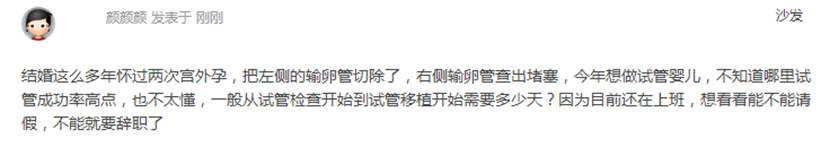 颜颜颜 发表于 刚刚 沙发
结婚这么多年怀过两次宫外孕，把左侧的输卵管切除了，右侧输卵管查出堵塞，今年想做试管婴儿，不知道哪里试
管成功率高点，也不太懂，一般从试管检查开始到试管移植开始需要多少天？因为目前还在上班，想看看能不能请
假，不能就要辞职了